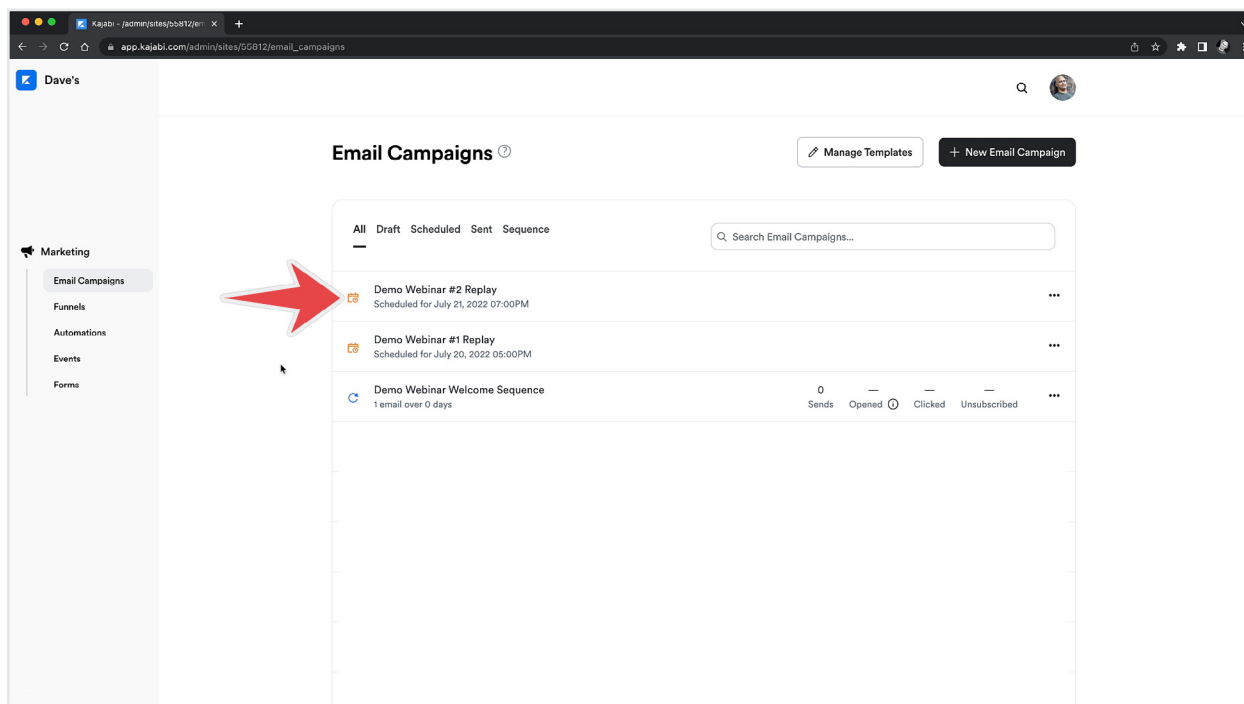 Kajabi - /admin/sites/55812/em
app.kajabi.com/admin/sites/55812/email_campaigns
Dave's
Email Campaigns
Manage Templates
New Email Campaign
All Draft Scheduled Sent Sequence
Search Email Campaigns...
Marketing
Email Campaigns
Funnels
Automations
Events
Forms
Demo Webinar #2 Replay
Scheduled for July 21, 2022 07:00PM
Demo Webinar #1 Replay
Scheduled for July 20, 2022 05:00PM
Demo Webinar Welcome Sequence
1 email over 0 days
0 — — —
Sends Opened Clicked Unsubscribed